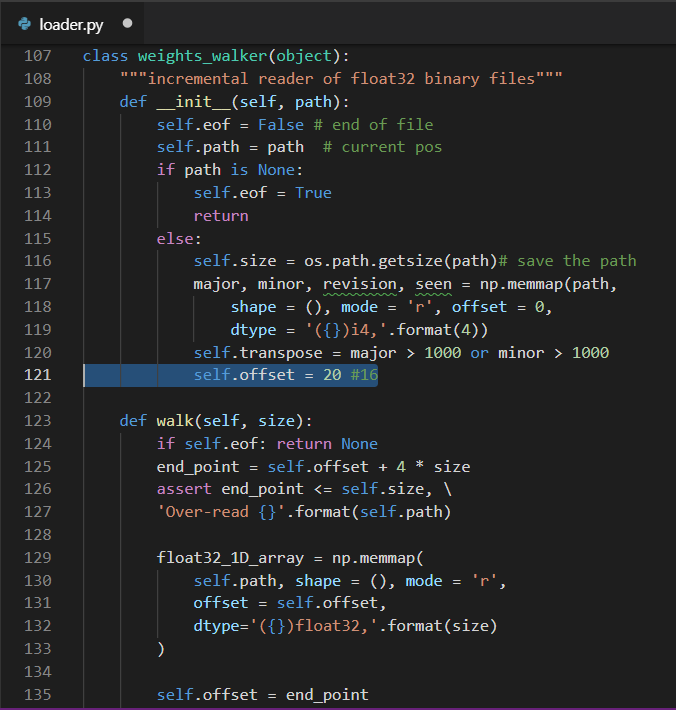 loader.py
107 class weights_walker(object):
108     """incremental reader of float32 binary files"""
109     def __init__(self, path):
110         self.eof = False # end of file
111         self.path = path  # current pos
112         if path is None:
113             self.eof = True
114             return
115         else:
116             self.size = os.path.getsize(path)# save the path
117             major, minor, revision, seen = np.memmap(path,
118                 shape = (), mode = 'r', offset = 0,
119                 dtype = '({})i4,'.format(4))
120             self.transpose = major > 1000 or minor > 1000
121             self.offset = 20 #16
122
123     def walk(self, size):
124         if self.eof: return None
125         end_point = self.offset + 4 * size
126         assert end_point <= self.size, \
127         'Over-read {}'.format(self.path)
128
129         float32_1D_array = np.memmap(
130             self.path, shape = (), mode = 'r',
131             offset = self.offset,
132             dtype='({})float32,'.format(size)
133         )
134
135         self.offset = end_point